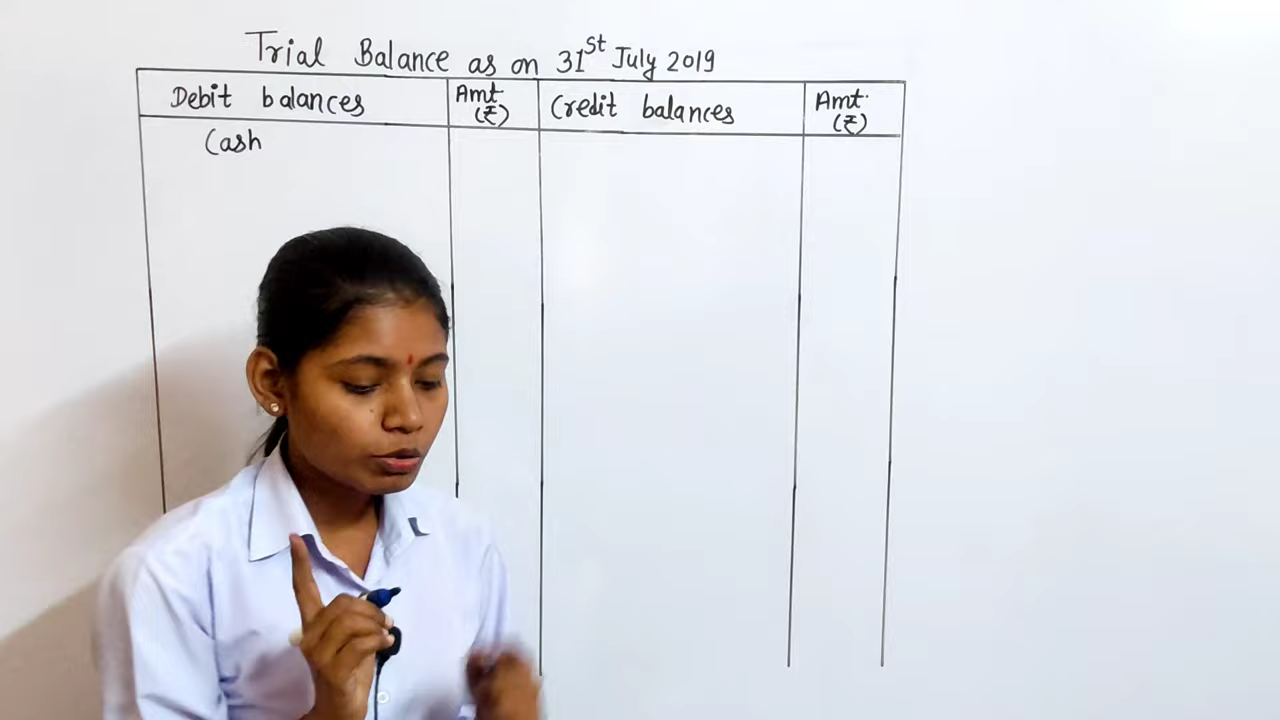 Trial Balance as on 31st July 2019
Debit balances Amt. (₹) Credit balances Amt. (₹)
Cash